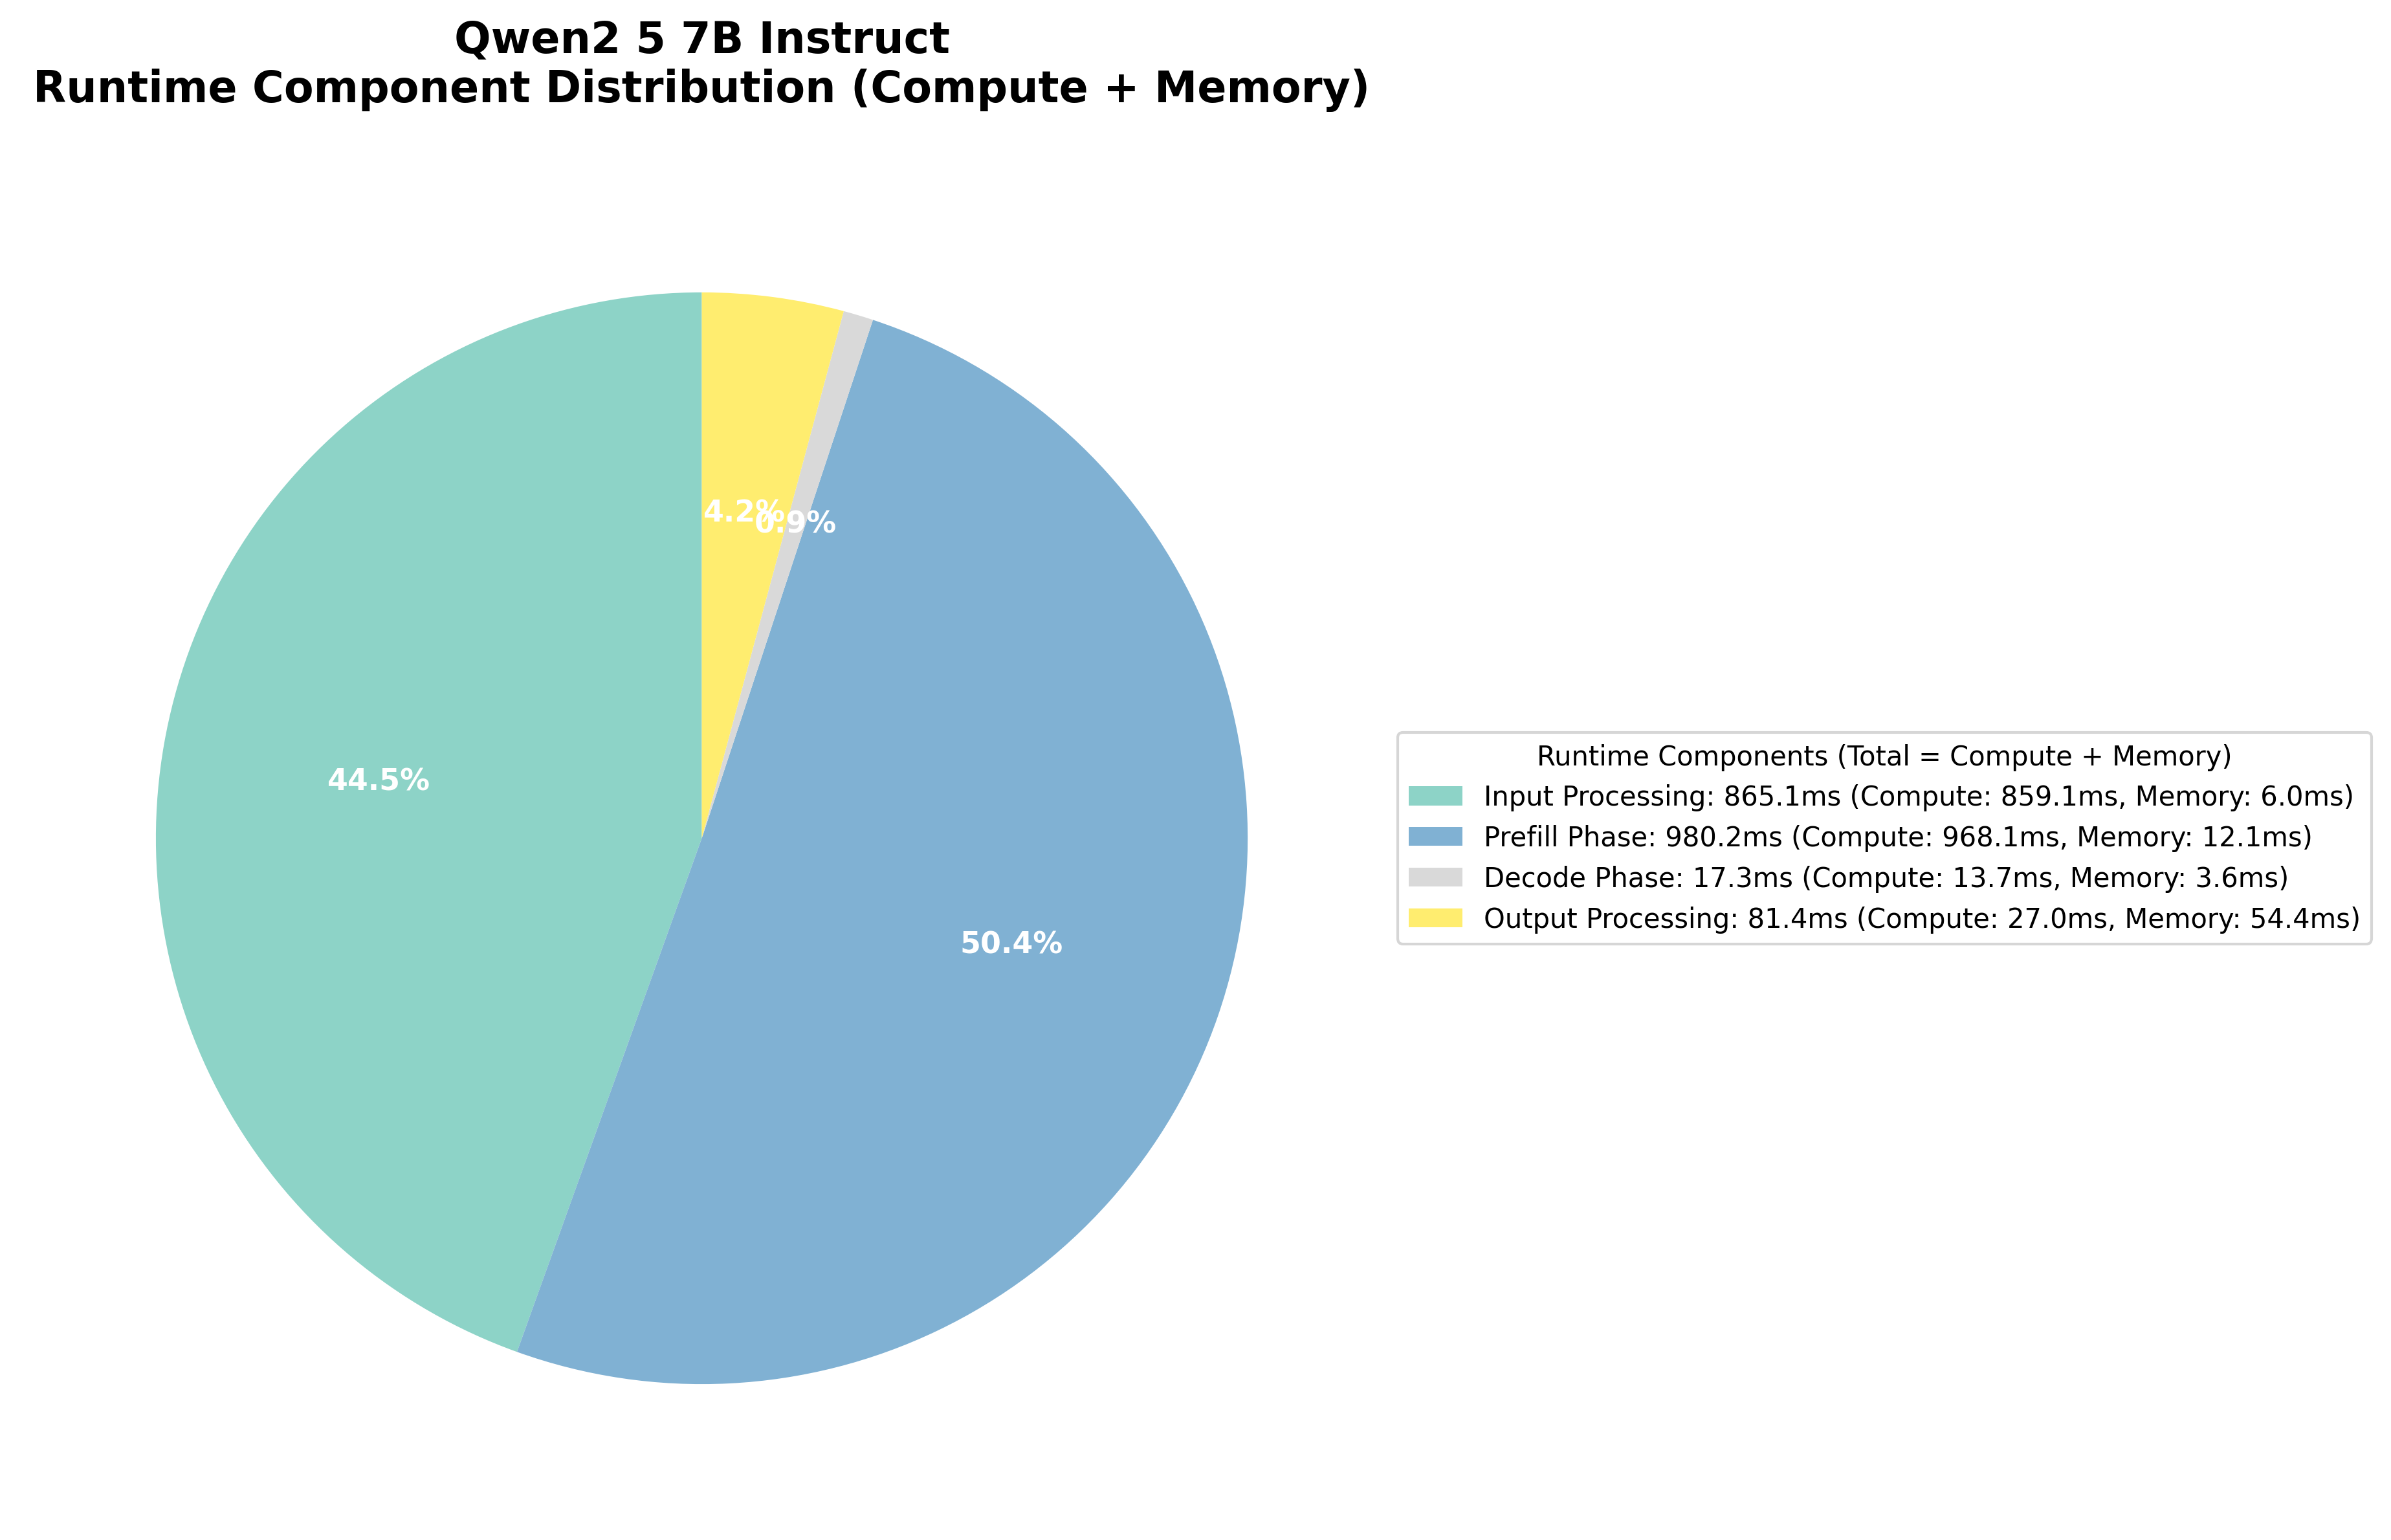 Qwen2 5 7B Instruct
Runtime Component Distribution (Compute + Memory)
4.2%
0.9%
44.5%
50.4%
Runtime Components (Total = Compute + Memory)
Input Processing: 865.1ms (Compute: 859.1ms, Memory: 6.0ms)
Prefill Phase: 980.2ms (Compute: 968.1ms, Memory: 12.1ms)
Decode Phase: 17.3ms (Compute: 13.7ms, Memory: 3.6ms)
Output Processing: 81.4ms (Compute: 27.0ms, Memory: 54.4ms)